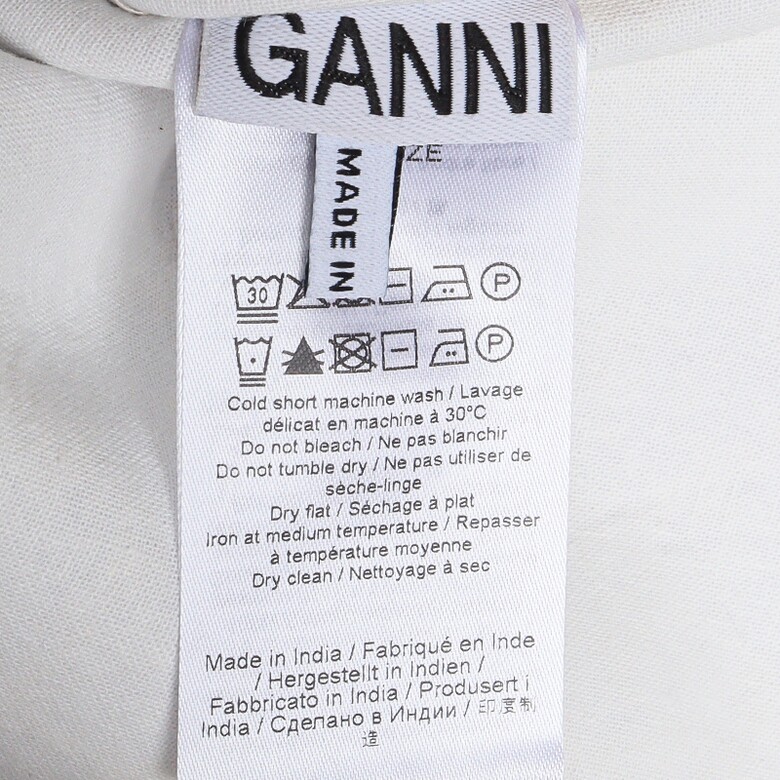 GANNI
MADE IN
ZE
30 P
P
Cold short machine wash / Lavage
délicat en machine à 30°C
Do not bleach / Ne pas blanchir
Do not tumble dry / Ne pas utiliser de
sèche-linge
Dry flat / Séchage à plat
Iron at medium temperature / Repasser
à température moyenne
Dry clean / Nettoyage à sec
Made in India / Fabriqué en Inde
/ Hergestellt in Indien /
Fabbricato in India / Produsert i
India / Сделано в Индии / 印度制
造